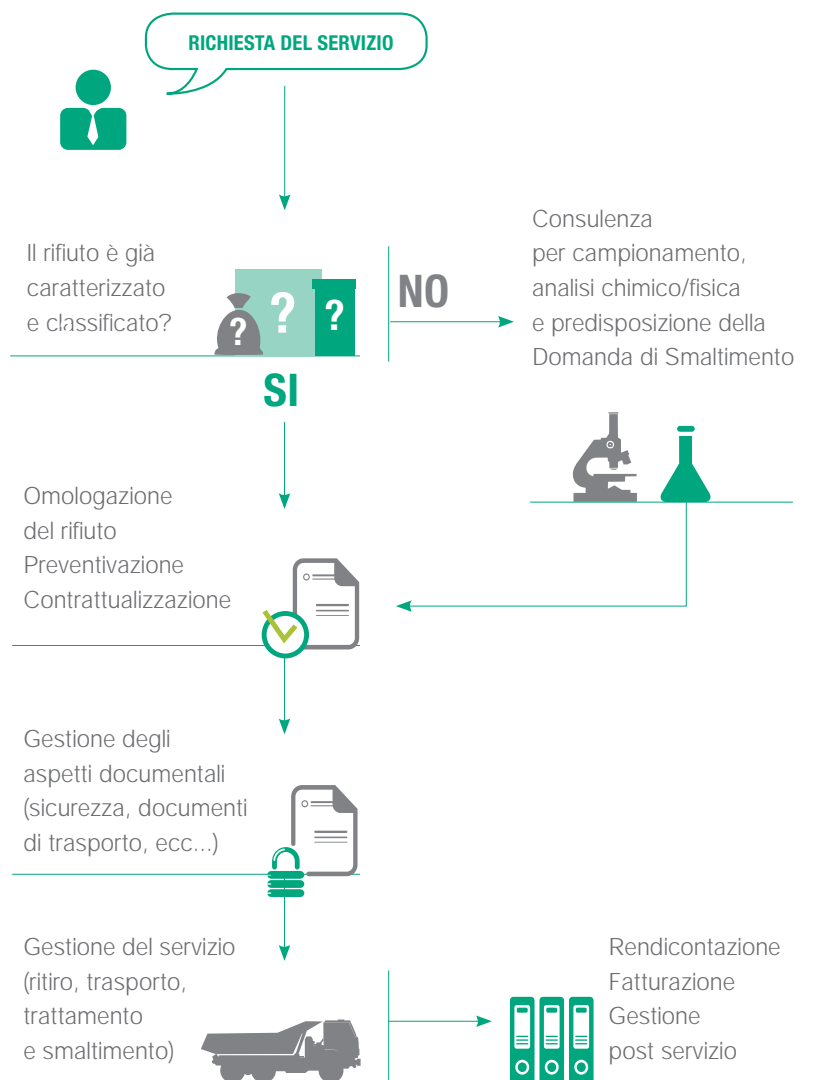 RICHIESTA DEL SERVIZIO
Il rifiuto è già
caratterizzato
e classificato?
? ? ?
NO
Consulenza
per campionamento,
analisi chimico/fisica
e predisposizione della
Domanda di Smaltimento
SI
Omologazione
del rifiuto
Preventivazione
Contrattualizzazione
Gestione degli
aspetti documentali
(sicurezza, documenti
di trasporto, ecc...)
Gestione del servizio
(ritiro, trasporto,
trattamento
e smaltimento)
Rendicontazione
Fatturazione
Gestione
post servizio